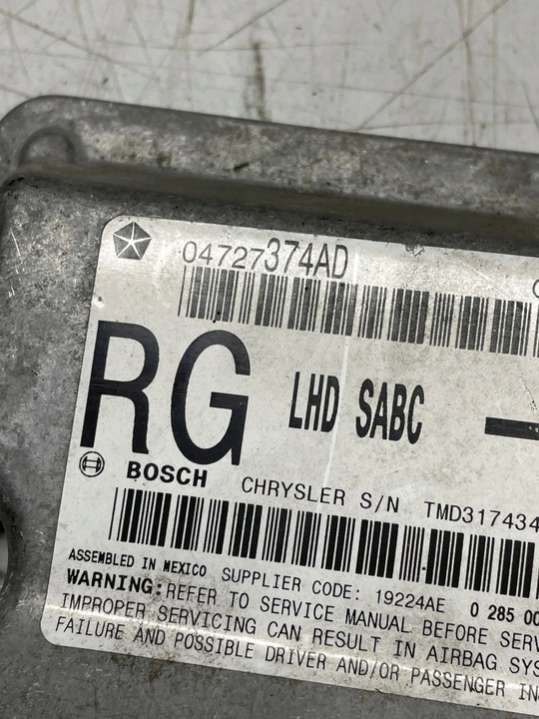 04727374AD
RG LHD SABC
BOSCH CHRYSLER S/N TMD317434
ASSEMBLED IN MEXICO SUPPLIER CODE: 19224AE 0 285 00
WARNING: REFER TO SERVICE MANUAL BEFORE SERV
IMPROPER SERVICING CAN RESULT IN AIRBAG SYS
FAILURE AND POSSIBLE DRIVER AND/OR PASSENGER IN